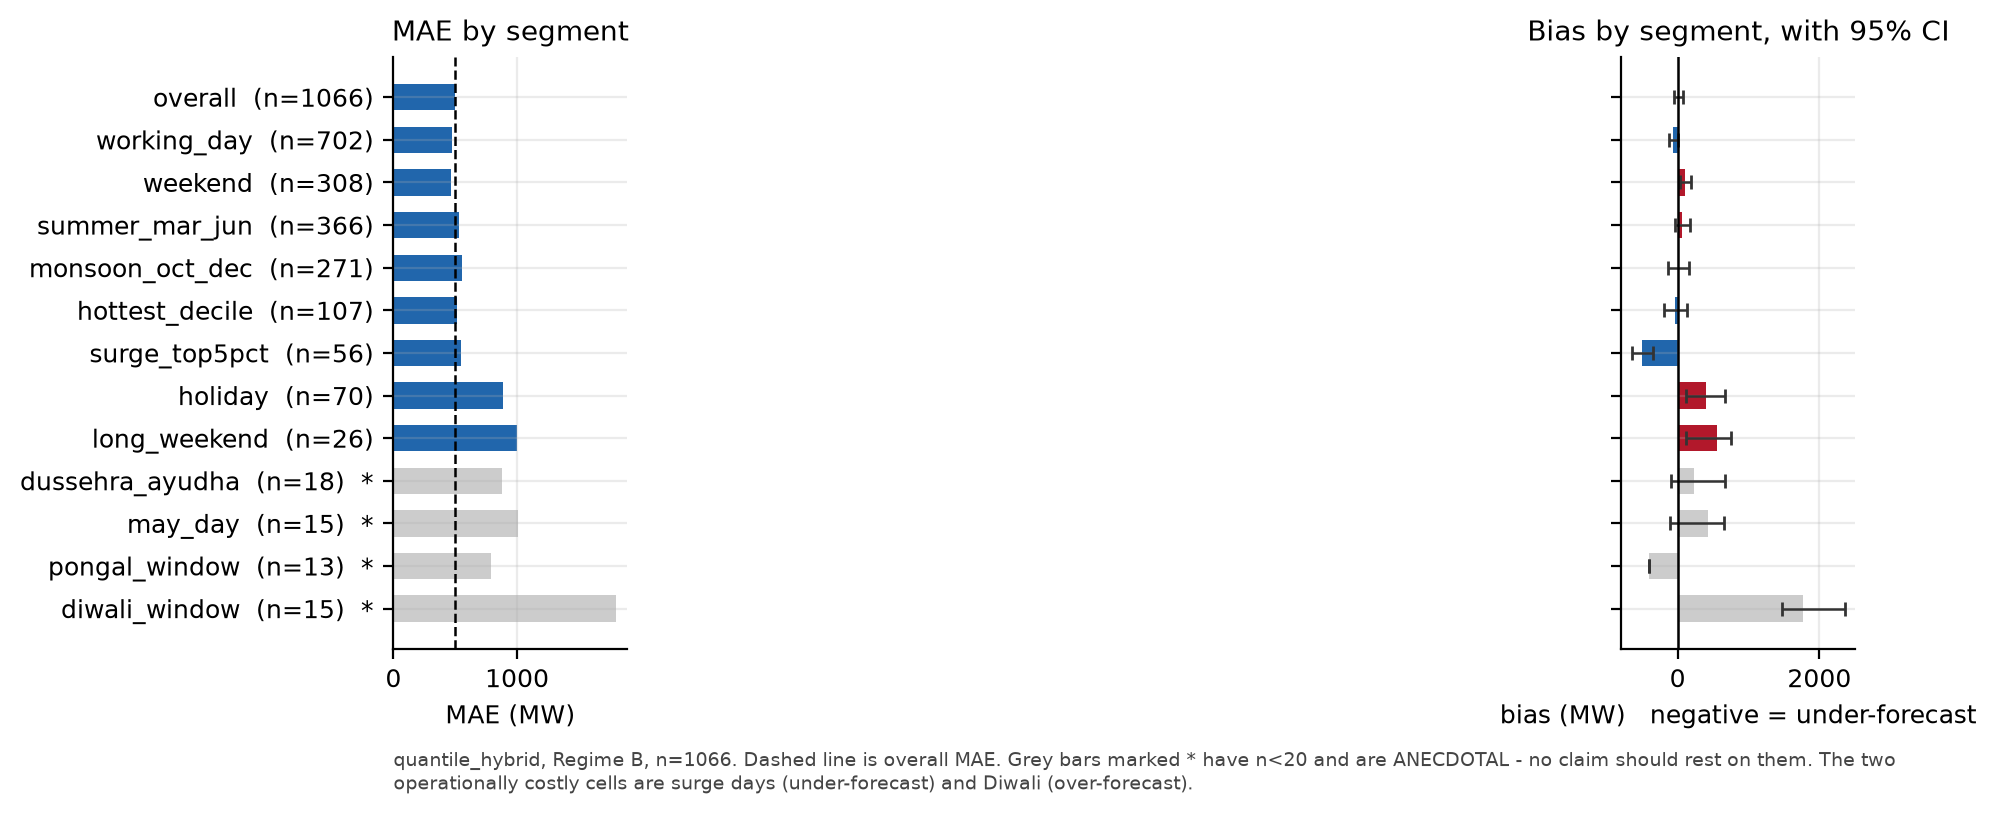 MAE by segment
Bias by segment, with 95% CI
overall (n=1066)
working_day (n=702)
weekend (n=308)
summer_mar_jun (n=366)
monsoon_oct_dec (n=271)
hottest_decile (n=107)
surge_top5pct (n=56)
holiday (n=70)
long_weekend (n=26)
dussehra_ayudha (n=18) *
may_day (n=15) *
pongal_window (n=13) *
diwali_window (n=15) *
0 1000
MAE (MW)
0 2000
bias (MW) negative = under-forecast
quantile_hybrid, Regime B, n=1066. Dashed line is overall MAE. Grey bars marked * have n<20 and are ANECDOTAL - no claim should rest on them. The two
operationally costly cells are surge days (under-forecast) and Diwali (over-forecast).